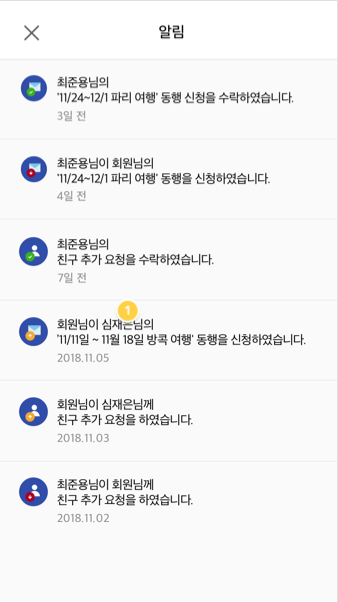 알림
최준용님의
'11/24~12/1 파리 여행' 동행 신청을 수락하였습니다.
3일 전
최준용님이 회원님의
'11/24~12/1 파리 여행' 동행을 신청하였습니다.
4일 전
최준용님의
친구 추가 요청을 수락하였습니다.
7일 전
1
회원님이 심재은님의
'11/11일 ~ 11월 18일 방콕 여행' 동행을 신청하였습니다.
2018.11.05
회원님이 심재은님께
친구 추가 요청을 하였습니다.
2018.11.03
최준용님이 회원님께
친구 추가 요청을 하였습니다.
2018.11.02